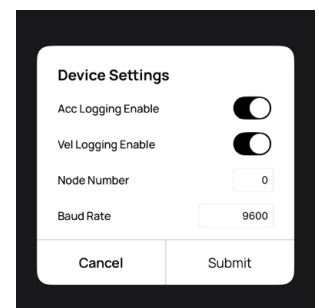 Device Settings
Acc Logging Enable
Vel Logging Enable
Node Number 0
Baud Rate 9600
Cancel Submit